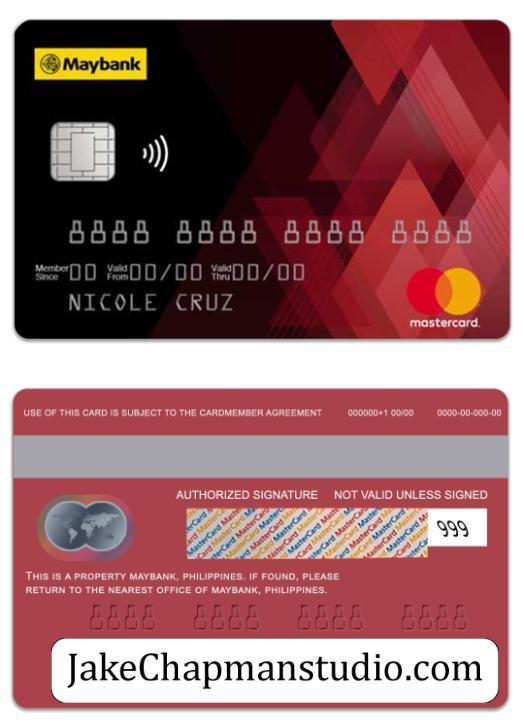 Maybank
8888 8888 8888 8888
Member Since 00 Valid From 00/00 Valid Thru 00/00
NICOLE CRUZ
mastercard.
USE OF THIS CARD IS SUBJECT TO THE CARDMEMBER AGREEMENT 000000+1 00/00 0000-00-000-00
AUTHORIZED SIGNATURE NOT VALID UNLESS SIGNED
MasterCard MasterCard MasterCard
999
THIS IS A PROPERTY MAYBANK, PHILIPPINES. IF FOUND, PLEASE
RETURN TO THE NEAREST OFFICE OF MAYBANK, PHILIPPINES.
8888 8888 8888 8888
JakeChapmanstudio.com